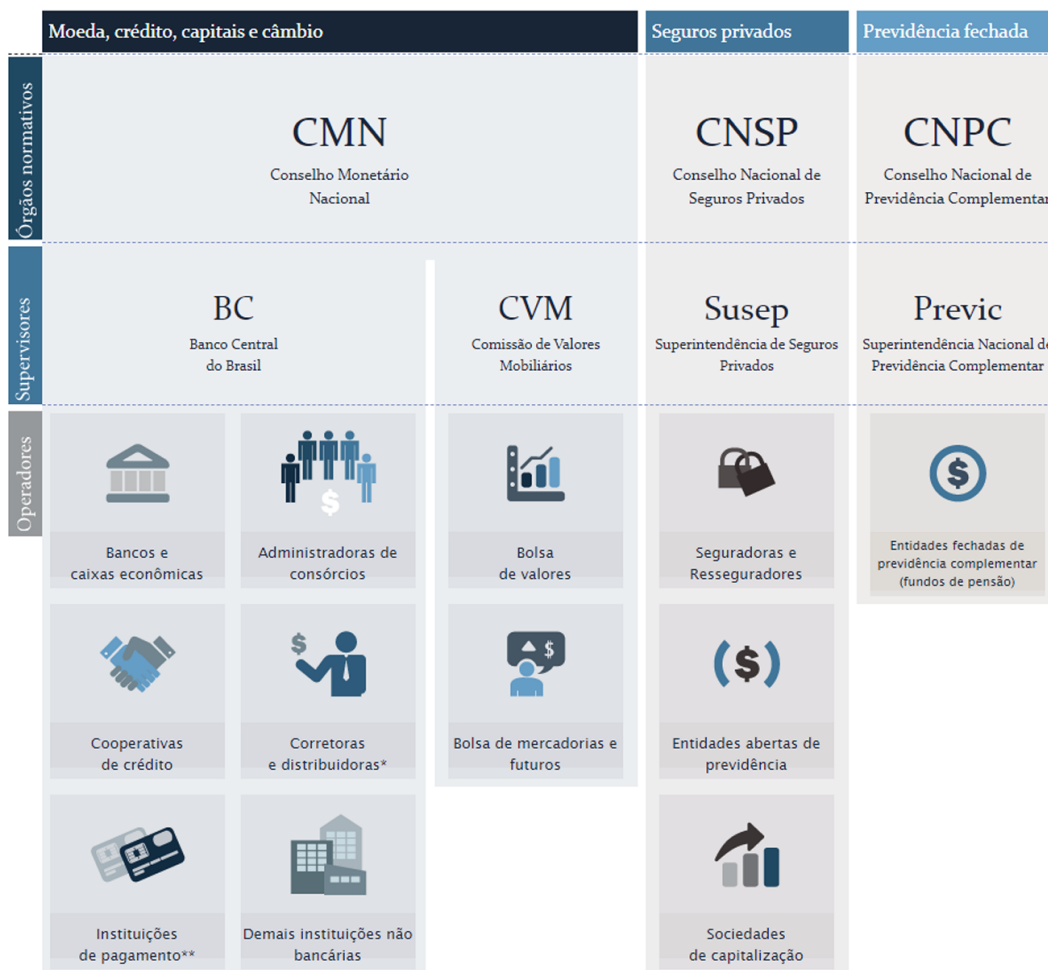 Moeda, crédito, capitais e câmbio
Seguros privados
Previdência fechada
Órgãos normativos
CMN
Conselho Monetário
Nacional
CNSP
Conselho Nacional de
Seguros Privados
CNPC
Conselho Nacional de
Previdência Complementar
Supervisores
BC
Banco Central
do Brasil
CVM
Comissão de Valores
Mobiliários
Susep
Superintendência de Seguros
Privados
Previc
Superintendência Nacional de
Previdência Complementar
Operadores
Bancos e
caixas econômicas
Administradoras de
consórcios
$
Bolsa
de valores
Seguradoras e
Resseguradores
$
Entidades fechadas de
previdência complementar
(fundos de pensão)
Cooperativas
de crédito
$
Corretoras
e distribuidoras*
$
Bolsa de mercadorias e
futuros
($)
Entidades abertas de
previdência
Instituições
de pagamento**
Demais instituições não
bancárias
Sociedades
de capitalização